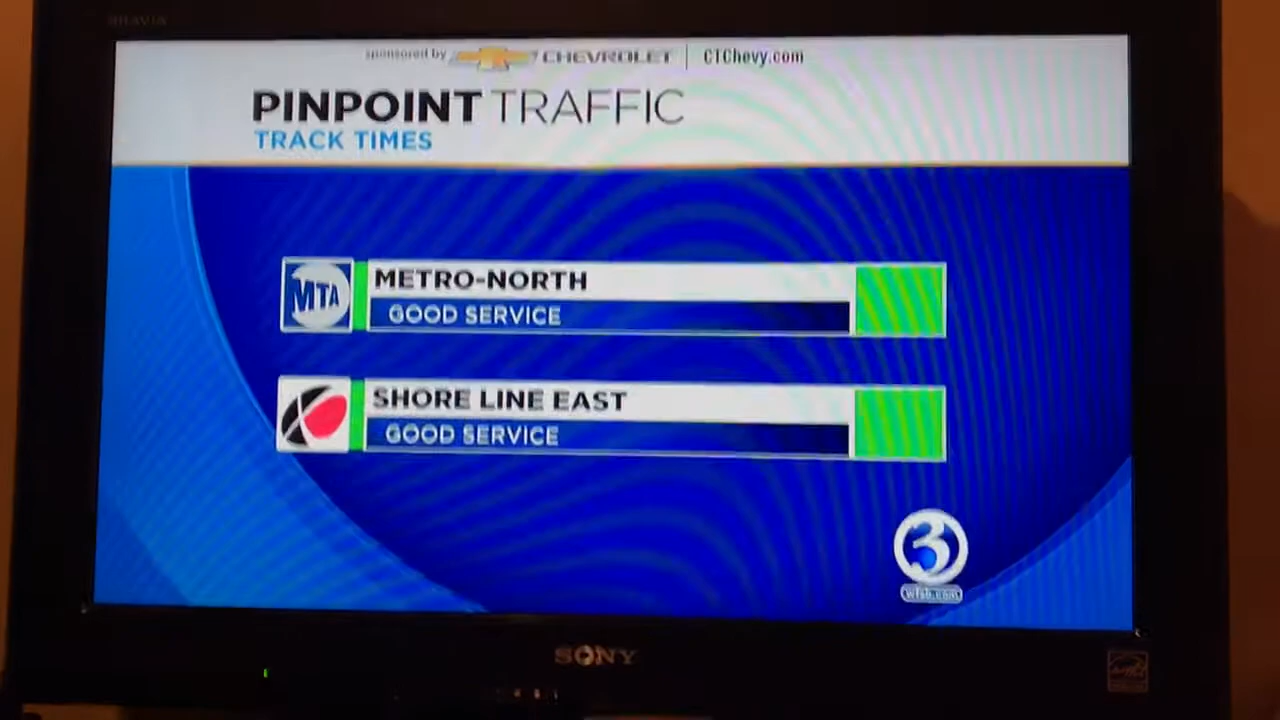 BRAVIA
sponsored by CHEVROLET CTChevy.com
PINPOINT TRAFFIC
TRACK TIMES
MTA
METRO-NORTH
GOOD SERVICE
SHORE LINE EAST
GOOD SERVICE
3
wfsb.com
SONY